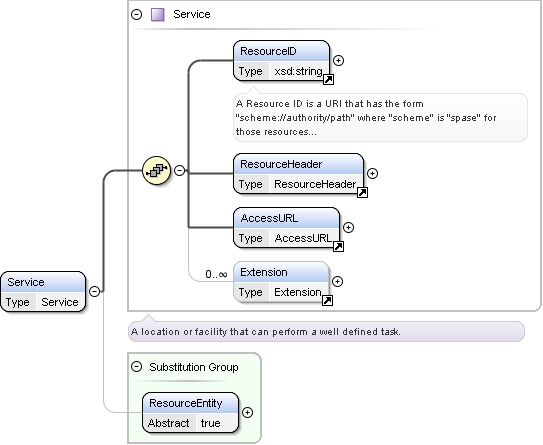 Service
ResourceID
Type xsd:string
A Resource ID is a URI that has the form
"scheme://authority/path" where "scheme" is "spase" for
those resources...
ResourceHeader
Type ResourceHeader
AccessURL
Type AccessURL
0..∞
Extension
Type Extension
Service
Type Service
A location or facility that can perform a well defined task.
Substitution Group
ResourceEntity
Abstract true